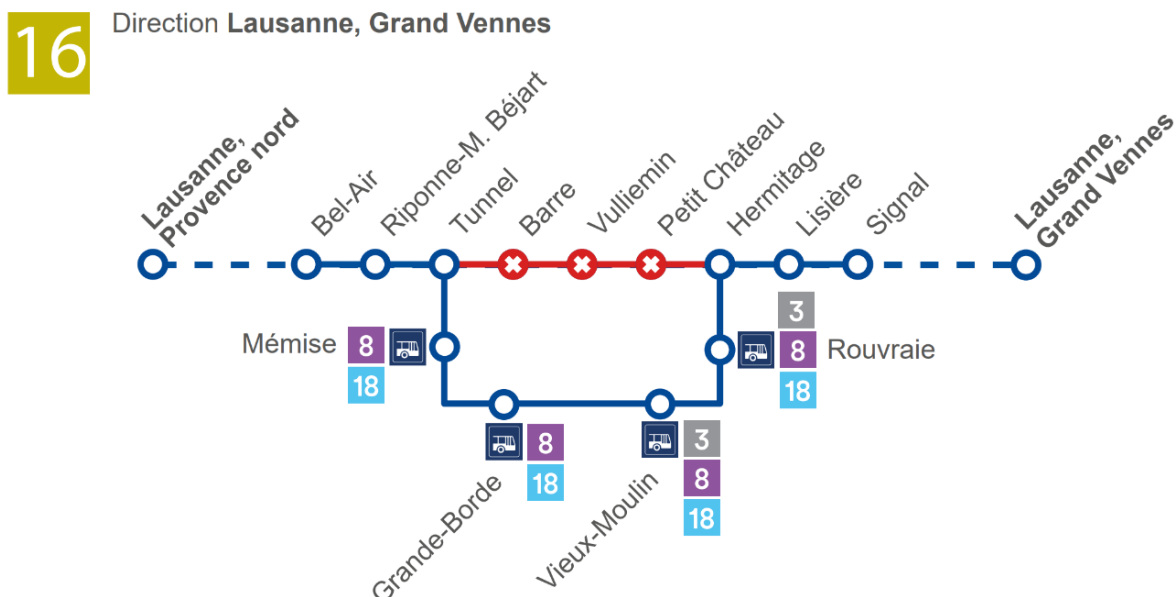 16
Direction Lausanne, Grand Vennes
Lausanne,
Provence nord
Bel-Air
Riponne-M. Béjart
Tunnel
Barre
Vulliemin
Petit Château
Hermitage
Lisière
Signal
Lausanne,
Grand Vennes
Mémise
8
18
3
8
18
Rouvraie
Grande-Borde
8
18
Vieux-Moulin
3
8
18